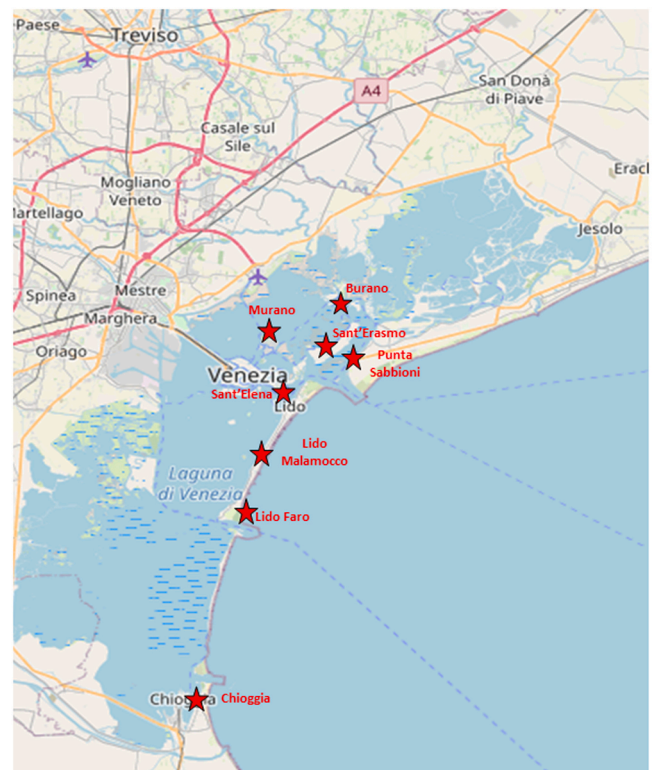 Paese
Treviso
A4
San Donà
di Piave
Casale sul
Sile
Mogliano
Veneto
Martellago
Eracl
Jesolo
Spinea
Mestre
Marghera
Burano
Murano
Oriago
Sant'Erasmo
Punta
Sabbioni
Venezia
Sant'Elena
Lido
Lido
Malamocco
Laguna
di Venezia
Lido Faro
Chioggia